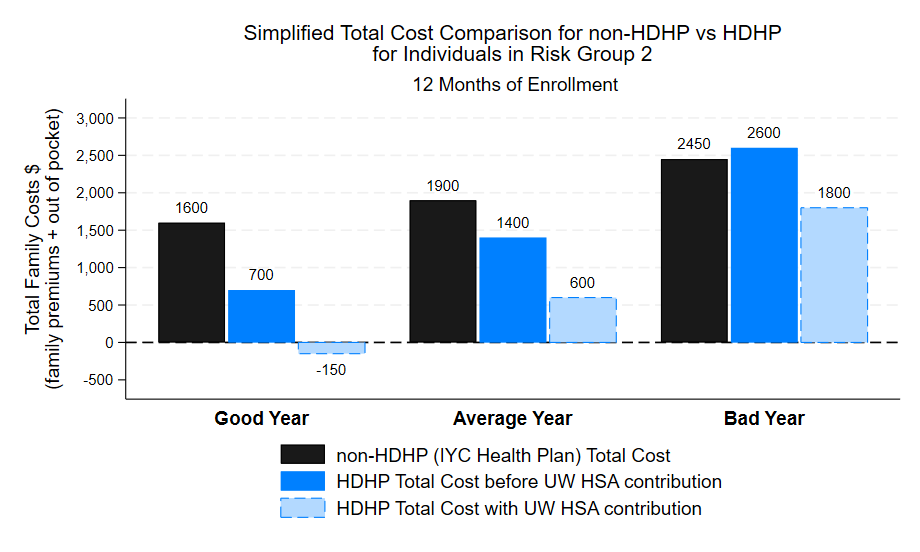 Simplified Total Cost Comparison for non-HDHP vs HDHP
for Individuals in Risk Group 2
12 Months of Enrollment
Total Family Costs $
(family premiums + out of pocket)
3,000
2,500
2,000
1,500
1,000
500
0
-500
1600
700
-150
1900
1400
600
2450
2600
1800
Good Year
Average Year
Bad Year
non-HDHP (IYC Health Plan) Total Cost
HDHP Total Cost before UW HSA contribution
HDHP Total Cost with UW HSA contribution